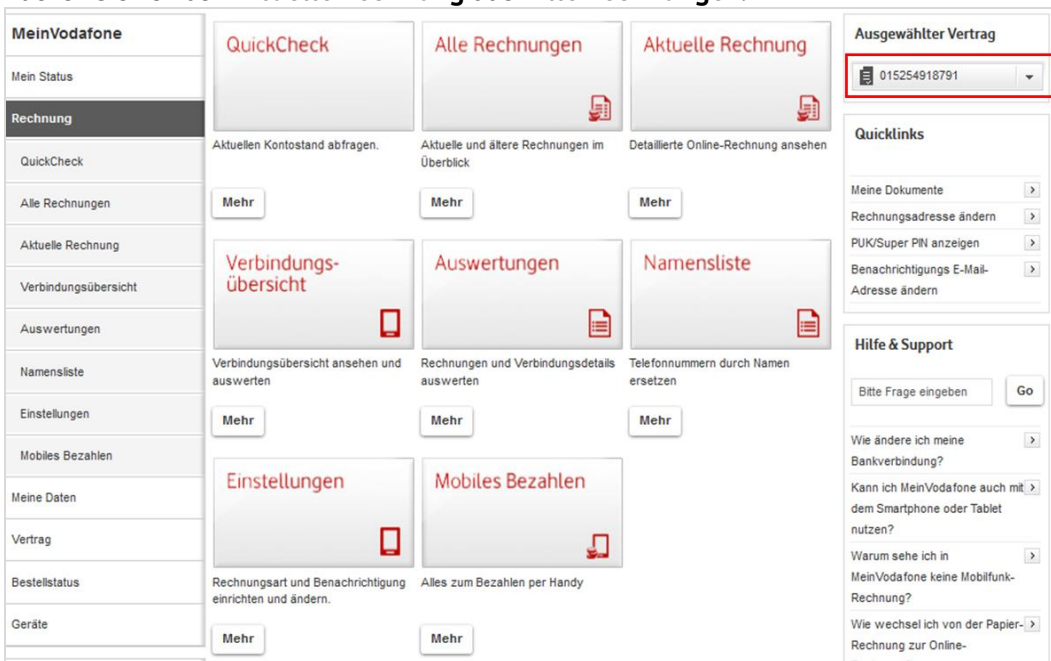 MeinVodafone
Mein Status
Rechnung
QuickCheck
Alle Rechnungen
Aktuelle Rechnung
Verbindungsübersicht
Auswertungen
Namensliste
Einstellungen
Mobiles Bezahlen
Meine Daten
Vertrag
Bestellstatus
Geräte
QuickCheck
Aktuellen Kontostand abfragen.
Mehr
Alle Rechnungen
Aktuelle und ältere Rechnungen im
Überblick
Mehr
Aktuelle Rechnung
Detaillierte Online-Rechnung ansehen
Mehr
Verbindungs-
übersicht
Verbindungsübersicht ansehen und
auswerten
Mehr
Auswertungen
Rechnungen und Verbindungsdetails
auswerten
Mehr
Namensliste
Telefonnummern durch Namen
ersetzen
Mehr
Einstellungen
Rechnungsart und Benachrichtigung
einrichten und ändern.
Mehr
Mobiles Bezahlen
Alles zum Bezahlen per Handy
Mehr
Ausgewählter Vertrag
015254918791
Quicklinks
Meine Dokumente
Rechnungsadresse ändern
PUK/Super PIN anzeigen
Benachrichtigungs E-Mail-
Adresse ändern
Hilfe & Support
Bitte Frage eingeben
Go
Wie ändere ich meine
Bankverbindung?
Kann ich MeinVodafone auch mit
dem Smartphone oder Tablet
nutzen?
Warum sehe ich in
MeinVodafone keine Mobilfunk-
Rechnung?
Wie wechsel ich von der Papier-
Rechnung zur Online-